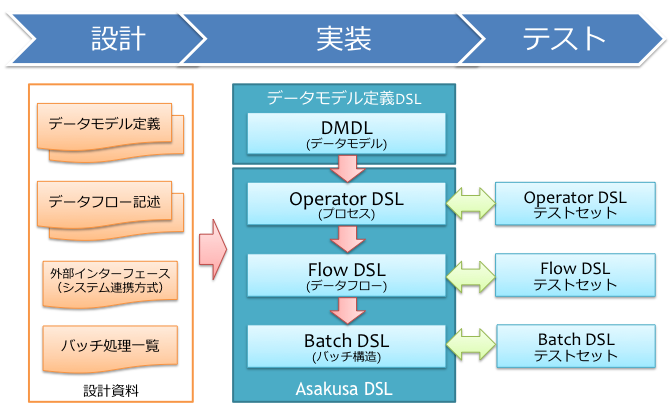 設計
実装
テスト
データモデル定義
データフロー記述
外部インターフェース
（システム連携方式）
バッチ処理一覧
設計資料
データモデル定義DSL
DMDL
(データモデル)
Operator DSL
(プロセス)
Flow DSL
(データフロー)
Batch DSL
(バッチ構造)
Asakusa DSL
Operator DSL
テストセット
Flow DSL
テストセット
Batch DSL
テストセット